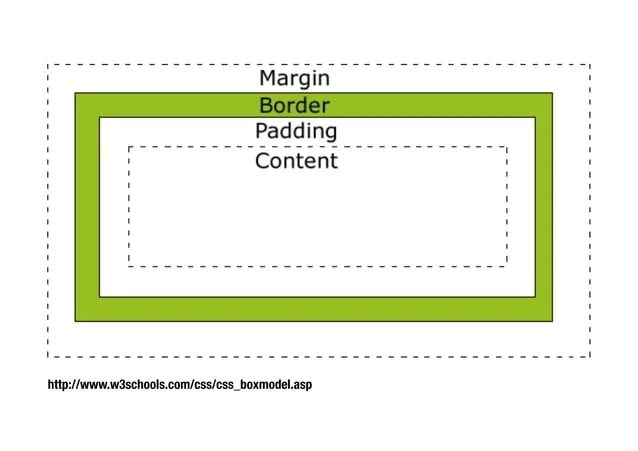 Margin
Border
Padding
Content
http://www.w3schools.com/css/css_boxmodel.asp